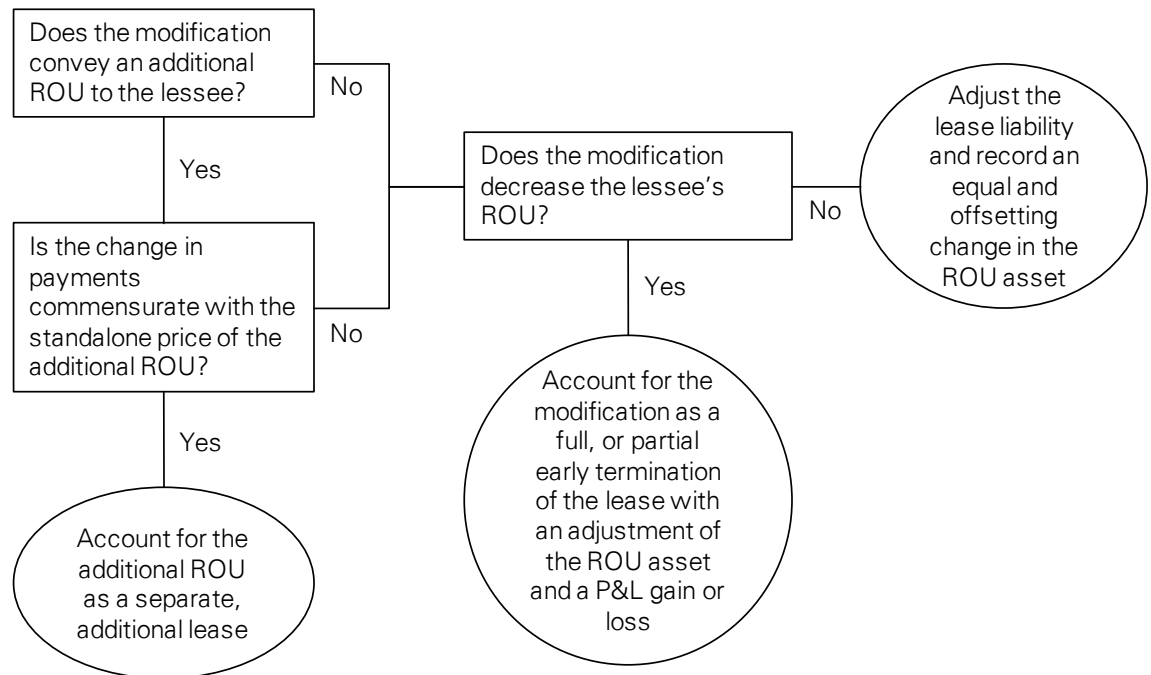 Does the modification
convey an additional
ROU to the lessee?
No
Yes
Is the change in
payments
commensurate with the
standalone price of the
additional ROU?
No
Yes
Account for the
additional ROU
as a separate,
additional lease
Does the modification
decrease the lessee's
ROU?
No
Yes
Account for the
modification as a
full, or partial
early termination
of the lease with
an adjustment of
the ROU asset
and a P&L gain or
loss
Adjust the
lease liability
and record an
equal and
offsetting
change in the
ROU asset